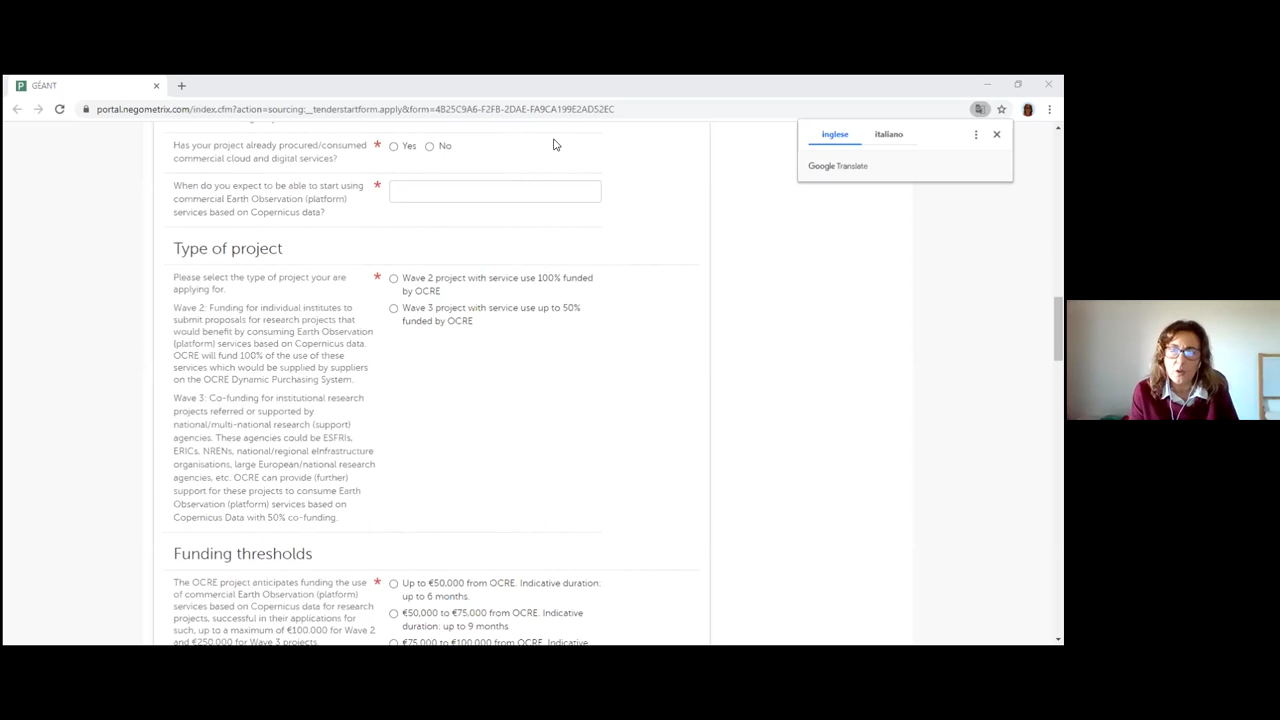 GÉANT
portal.negometrix.com/index.cfm?action=sourcing:__tenderstartform.apply&form=4B25C9A6-F2FB-2DAE-FA9CA199E2AD52EC
inglese italiano
Google Translate
Has your project already procured/consumed
commercial cloud and digital services?
* Yes No
When do you expect to be able to start using
commercial Earth Observation (platform)
services based on Copernicus data?
*
Type of project
Please select the type of project your are
applying for.
*
Wave 2: Funding for individual institutes to
submit proposals for research projects that
would benefit by consuming Earth Observation
(platform) services based on Copernicus data.
OCRE will fund 100% of the use of these
services which would be supplied by suppliers
on the OCRE Dynamic Purchasing System.
Wave 3: Co-funding for institutional research
projects referred or supported by
national/multi-national research (support)
agencies. These agencies could be ESFRIs,
ERICs, NRENs, national/regional eInfrastructure
organisations, large European/national research
agencies, etc. OCRE can provide (further)
support for these projects to consume Earth
Observation (platform) services based on
Copernicus Data with 50% co-funding.
Wave 2 project with service use 100% funded
by OCRE
Wave 3 project with service use up to 50%
funded by OCRE
Funding thresholds
The OCRE project anticipates funding the use
of commercial Earth Observation (platform)
services based on Copernicus data for research
projects, successful in their applications for
such, up to a maximum of €100.000 for Wave 2
and €250.000 for Wave 3 projects.
*
Up to €50,000 from OCRE. Indicative duration:
up to 6 months.
€50,000 to €75.000 from OCRE. Indicative
duration: up to 9 months
€75,000 to €100,000 from OCRE. Indicative